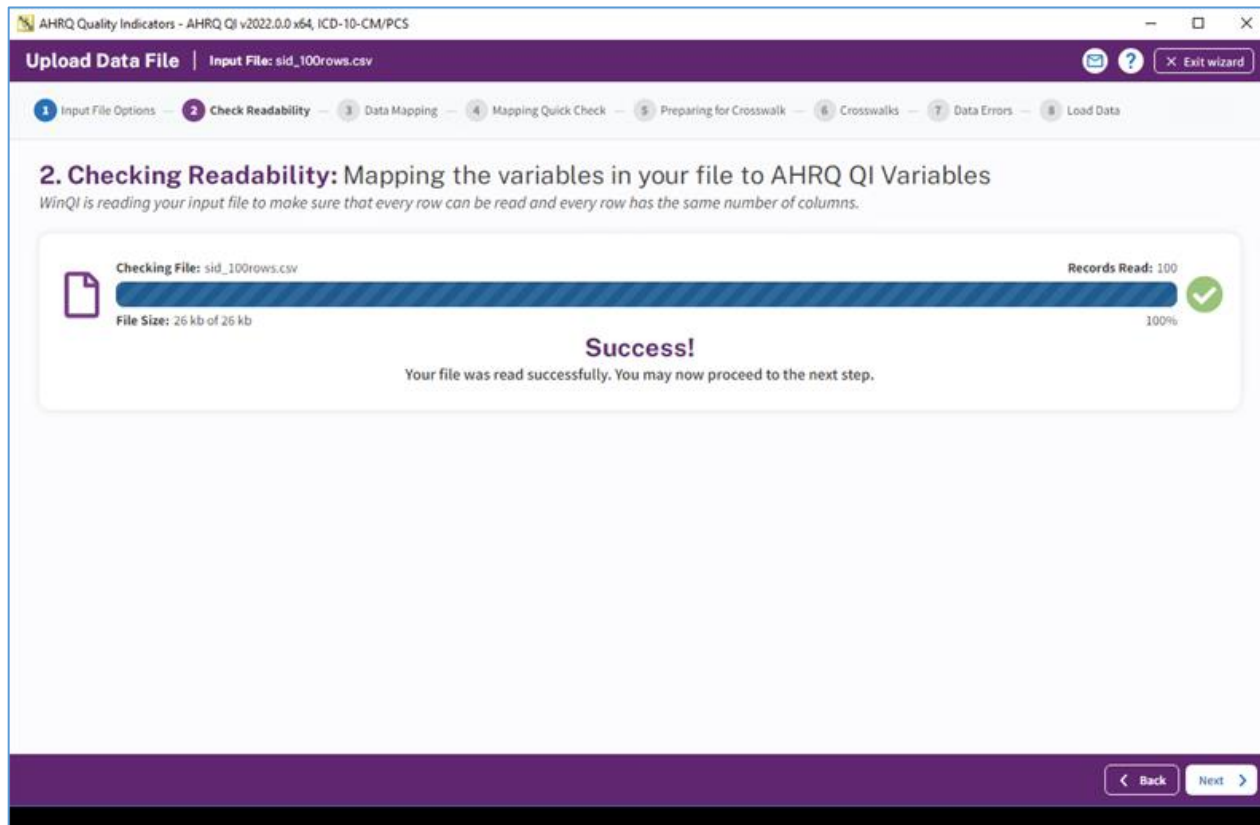 AHRQ Quality Indicators - AHRQ QI v2022.0.0 x64, ICD-10-CM/PCS
Upload Data File | Input File: sid_100rows.csv
? × Exit wizard
1 Input File Options — 2 Check Readability — 3 Data Mapping — 4 Mapping Quick Check — 5 Preparing for Crosswalk — 6 Crosswalks — 7 Data Errors — 8 Load Data
2. Checking Readability: Mapping the variables in your file to AHRQ QI Variables
WinQI is reading your input file to make sure that every row can be read and every row has the same number of columns.
Checking File: sid_100rows.csv Records Read: 100
File Size: 26 kb of 26 kb 100%
Success!
Your file was read successfully. You may now proceed to the next step.
Back Next